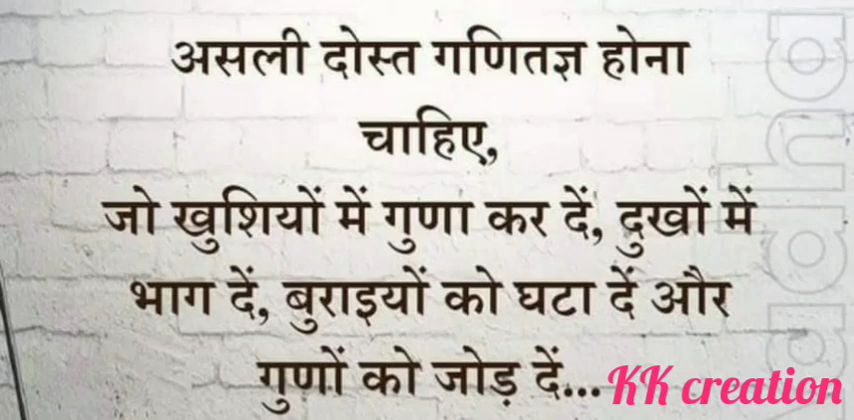 असली दोस्त गणितज्ञ होना
चाहिए,
जो खुशियों में गुणा कर दें, दुखों में
भाग दें, बुराइयों को घटा दें और
गुणों को जोड़ दें...
KK creation